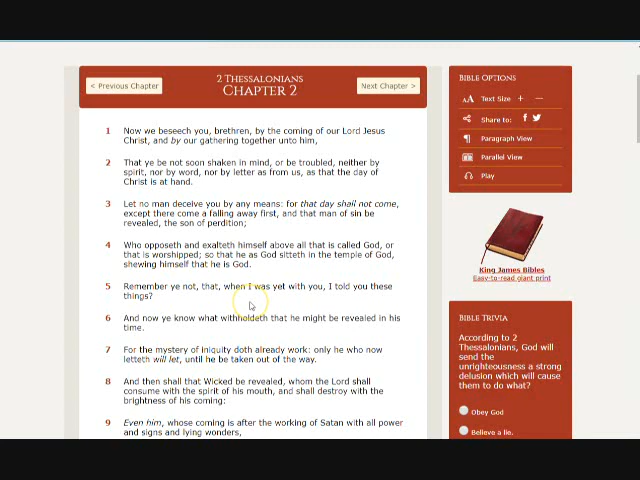 < Previous Chapter
2 Thessalonians
Chapter 2
Next Chapter >
1 Now we beseech you, brethren, by the coming of our Lord Jesus
Christ, and by our gathering together unto him,
2 That ye be not soon shaken in mind, or be troubled, neither by
spirit, nor by word, nor by letter as from us, as that the day of
Christ is at hand.
3 Let no man deceive you by any means: for that day shall not come,
except there come a falling away first, and that man of sin be
revealed, the son of perdition;
4 Who opposeth and exalteth himself above all that is called God, or
that is worshipped; so that he as God sitteth in the temple of God,
shewing himself that he is God.
5 Remember ye not, that, when I was yet with you, I told you these
things?
6 And now ye know what withholdeth that he might be revealed in his
time.
7 For the mystery of iniquity doth already work: only he who now
letteth will let, until he be taken out of the way.
8 And then shall that Wicked be revealed, whom the Lord shall
consume with the spirit of his mouth, and shall destroy with the
brightness of his coming:
9 Even him, whose coming is after the working of Satan with all power
and signs and lying wonders,
Bible Options
AA Text Size + −
Share to:
Paragraph View
Parallel View
Play
King James Bibles
Easy-to-read giant print
Bible Trivia
According to 2
Thessalonians, God will
send the
unrighteousness a strong
delusion which will cause
them to do what?
Obey God
Believe a lie.